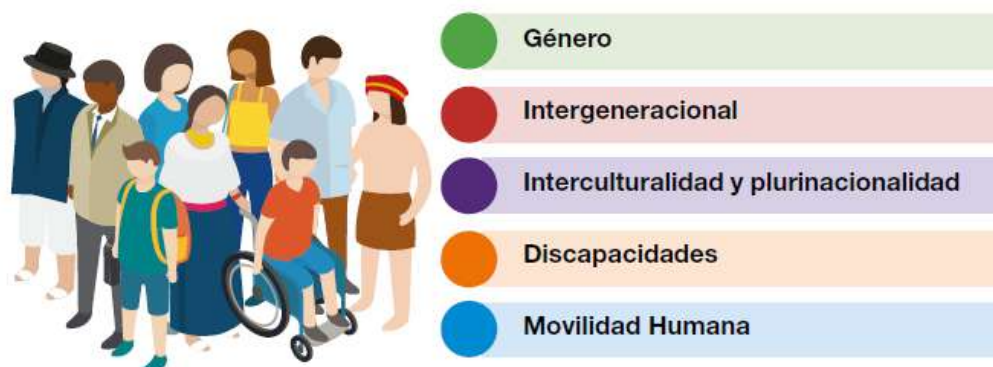 Género
Intergeneracional
Interculturalidad y plurinacionalidad
Discapacidades
Movilidad Humana